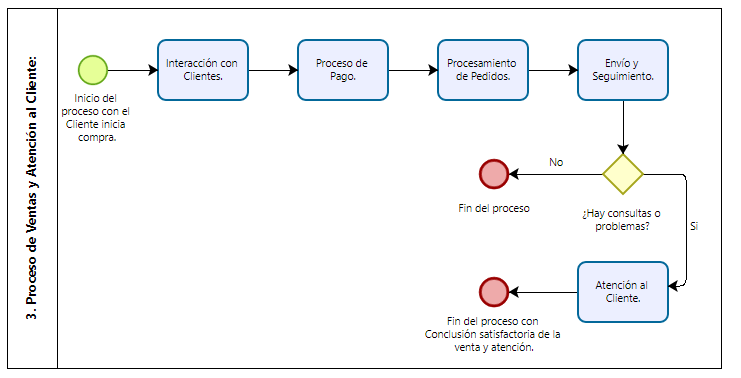 3. Proceso de Ventas y Atención al Cliente:
Inicio del
proceso con el
Cliente inicia
compra.
Interacción con
Clientes.
Proceso de
Pago.
Procesamiento
de Pedidos.
Envío y
Seguimiento.
No
Fin del proceso
¿Hay consultas o
problemas?
Sí
Atención al
Cliente.
Fin del proceso con
Conclusión satisfactoria de la
venta y atención.